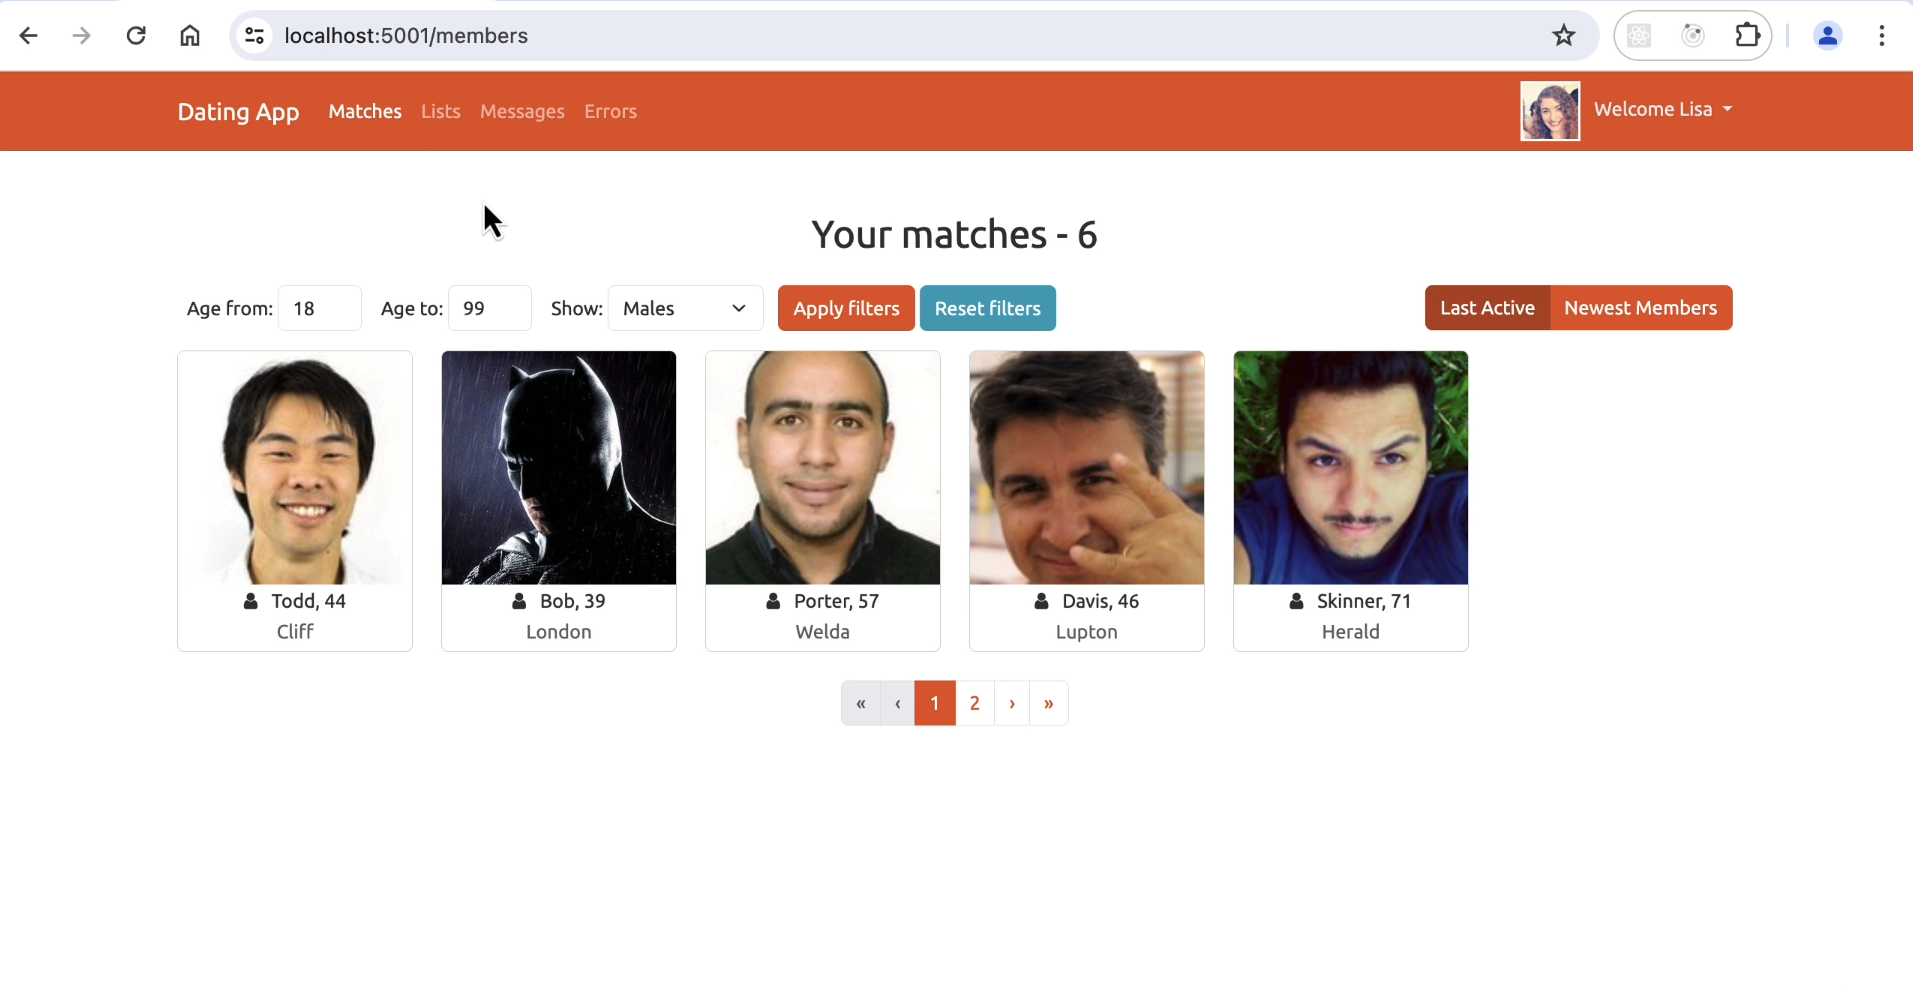 localhost:5001/members
Dating App Matches Lists Messages Errors Welcome Lisa
Your matches - 6
Age from: 18 Age to: 99 Show: Males Apply filters Reset filters Last Active Newest Members
Todd, 44
Cliff
Bob, 39
London
Porter, 57
Welda
Davis, 46
Lupton
Skinner, 71
Herald
« ‹ 1 2 › »